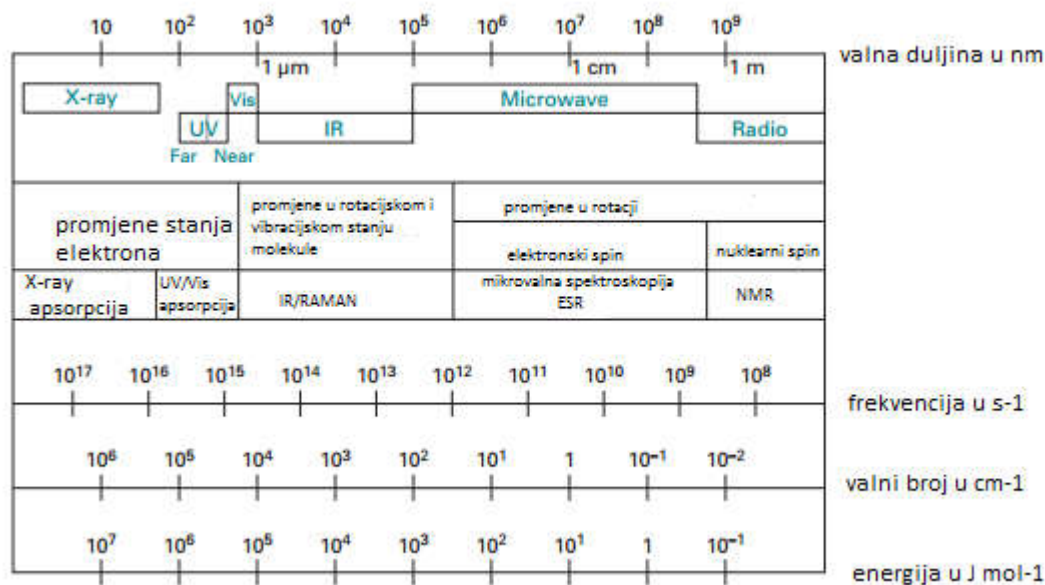 10 10² 10³ 10⁴ 10⁵ 10⁶ 10⁷ 10⁸ 10⁹
valna duljina u nm
1 µm 1 cm 1 m
X-ray Vis Microwave
UV IR Radio
Far Near
promjene stanja
elektrona
promjene u rotacijskom i
vibracijskom stanju
molekule
promjene u rotacji
elektronski spin
nuklearni spin
X-ray
apsorpcija
UV/Vis
apsorpcija
IR/RAMAN
mikrovalna spektroskopija
ESR
NMR
10¹⁷ 10¹⁶ 10¹⁵ 10¹⁴ 10¹³ 10¹² 10¹¹ 10¹⁰ 10⁹ 10⁸
frekvencija u s-1
10⁶ 10⁵ 10⁴ 10³ 10² 10¹ 1 10⁻¹ 10⁻²
valni broj u cm-1
10⁷ 10⁶ 10⁵ 10⁴ 10³ 10² 10¹ 1 10⁻¹
energija u J mol-1